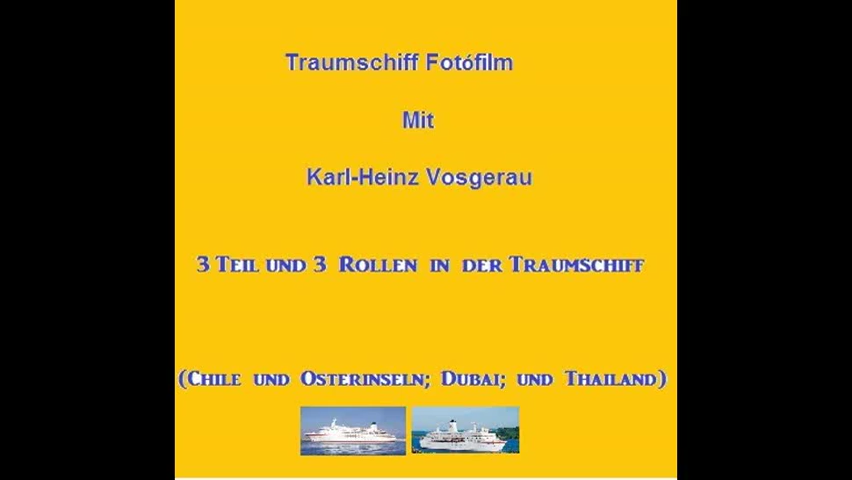 Traumschiff Fotófilm
Mit
Karl-Heinz Vosgerau
3 Teil und 3 Rollen in der Traumschiff
(Chile und Osterinseln; Dubai; und Thailand)